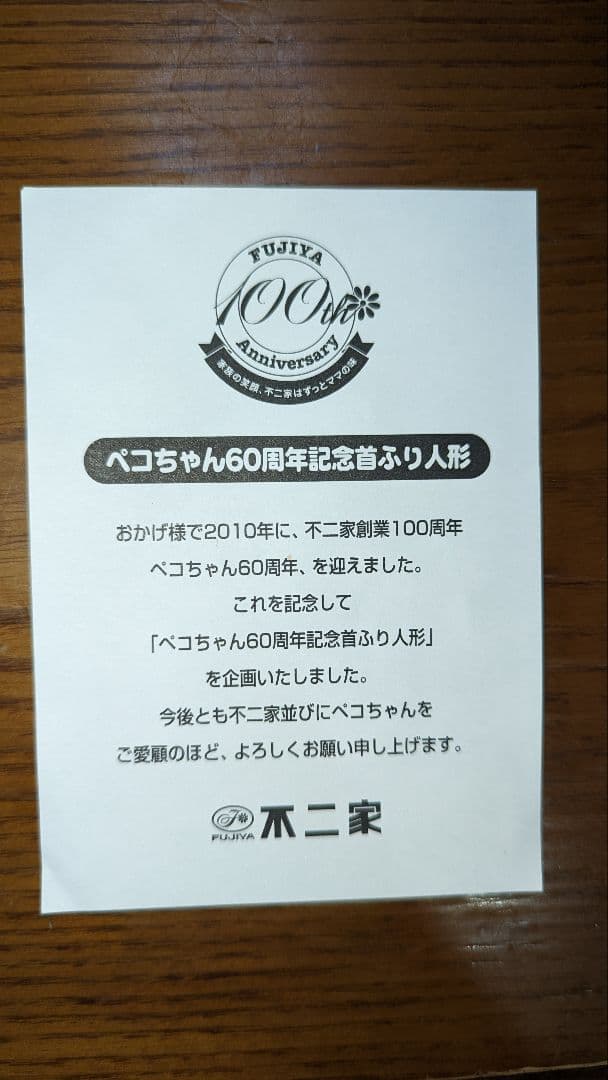 FUJIYA
100th
Anniversary
家族の笑顔、不二家はずっとママの味
ペコちゃん60周年記念首ふり人形
おかげ様で2010年に、不二家創業100周年
ペコちゃん60周年、を迎えました。
これを記念して
「ペコちゃん60周年記念首ふり人形」
を企画いたしました。
今後とも不二家並びにペコちゃんを
ご愛顧のほど、よろしくお願い申し上げます。
F
FUJIYA 不二家